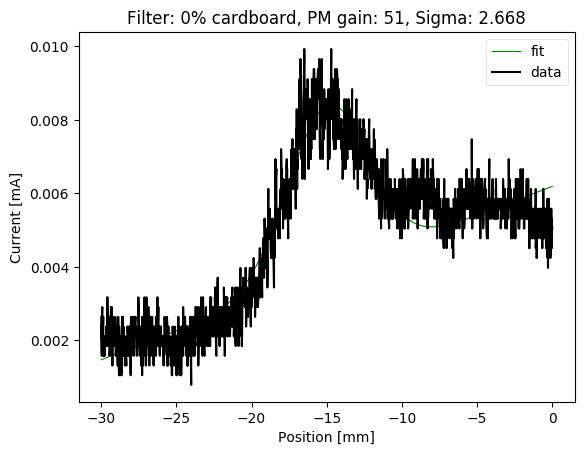 Filter: 0% cardboard, PM gain: 51, Sigma: 2.668
fit
data
0.010
0.008
0.006
0.004
0.002
Current [mA]
−30
−25
−20
−15
−10
−5
0
Position [mm]